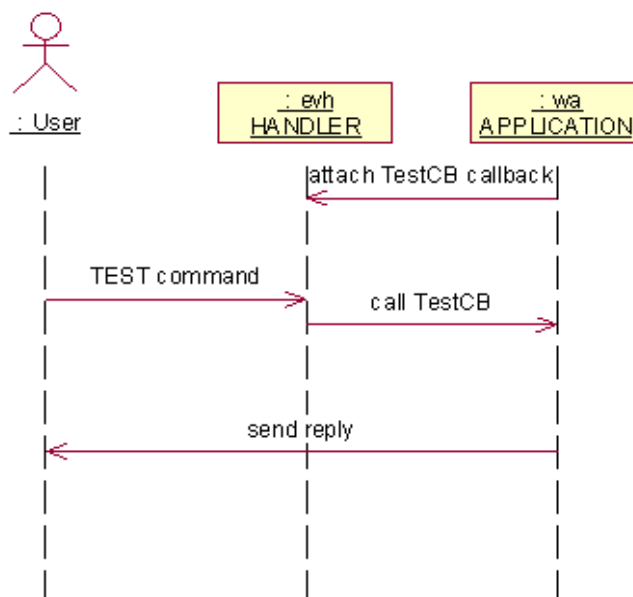 : User
: evh
HANDLER
: wa
APPLICATION
attach TestCB callback
TEST command
call TestCB
send reply